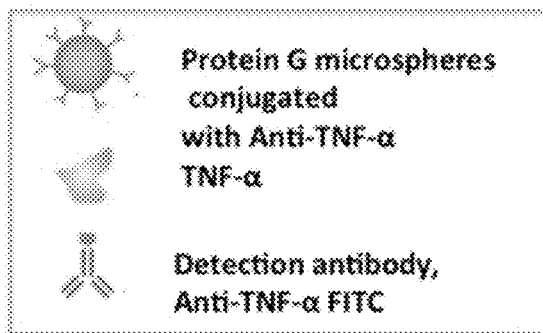 Protein G microspheres
conjugated
with Anti-TNF-α
TNF-α
Detection antibody,
Anti-TNF-α FITC